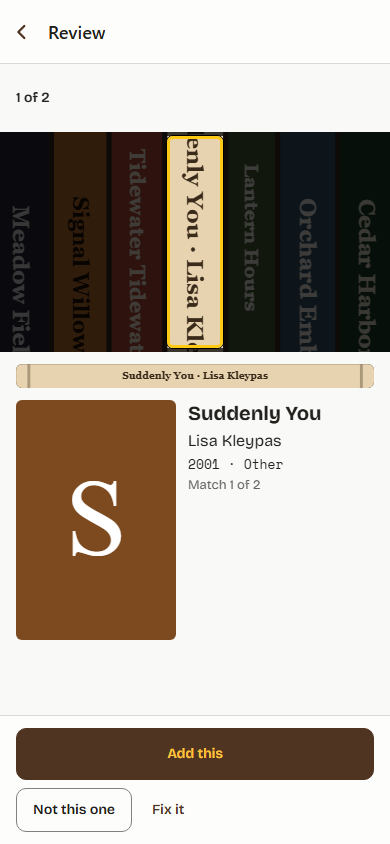 Review
1 of 2
Meadow Fiel
Signal Willow
Tidewater Tidewat
enly You · Lisa Kle
Lantern Hours
Orchard Eml
Cedar Harbo
Suddenly You · Lisa Kleypas
S
Suddenly You
Lisa Kleypas
2001 · Other
Match 1 of 2
Add this
Not this one
Fix it